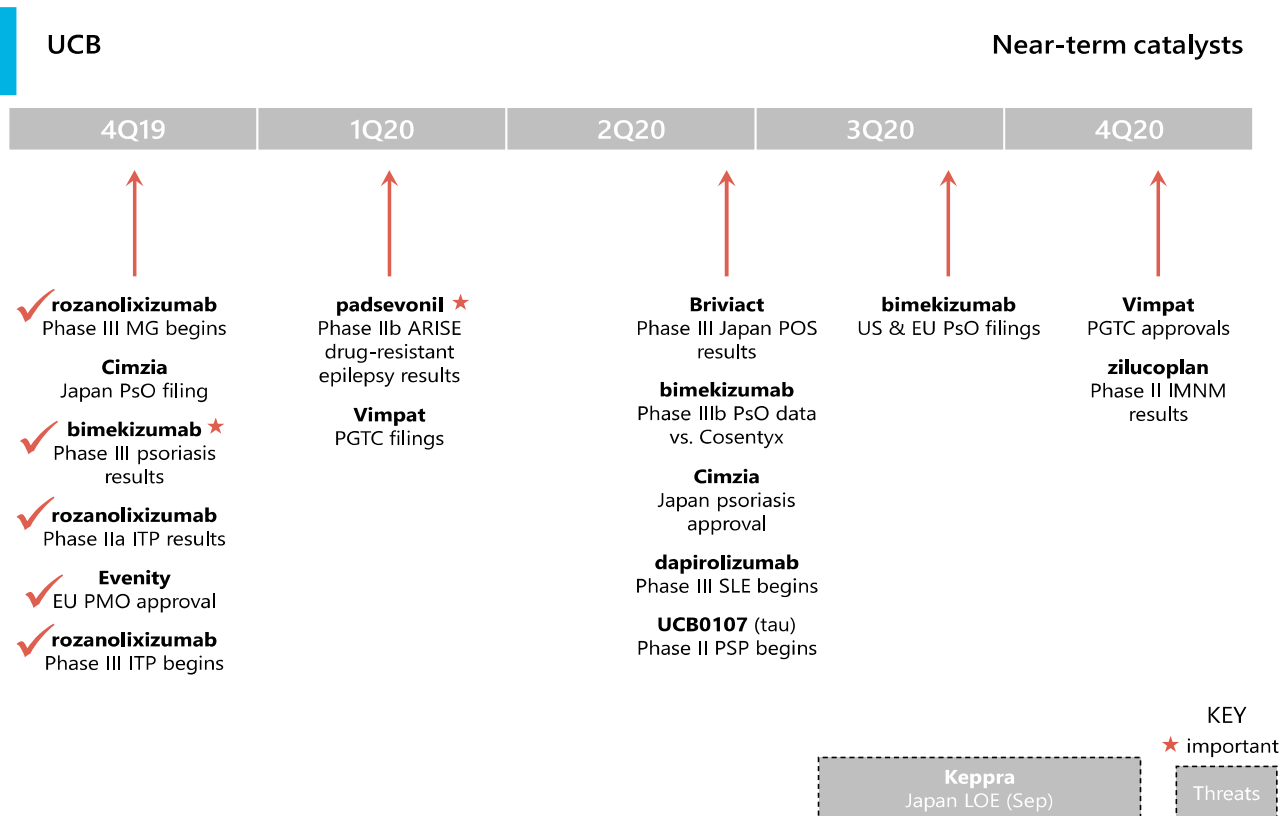 UCB
Near-term catalysts
4Q19
1Q20
2Q20
3Q20
4Q20
rozanolixizumab
Phase III MG begins
Cimzia
Japan PsO filing
bimekizumab
Phase III psoriasis
results
rozanolixizumab
Phase IIa ITP results
Evenity
EU PMO approval
rozanolixizumab
Phase III ITP begins
padsevonil
Phase IIb ARISE
drug-resistant
epilepsy results
Vimpat
PGTC filings
Briviact
Phase III Japan POS
results
bimekizumab
Phase IIIb PsO data
vs. Cosentyx
Cimzia
Japan psoriasis
approval
dapirolizumab
Phase III SLE begins
UCB0107 (tau)
Phase II PSP begins
bimekizumab
US & EU PsO filings
Vimpat
PGTC approvals
zilucoplan
Phase II IMNM
results
KEY
important
Threats
Keppra
Japan LOE (Sep)